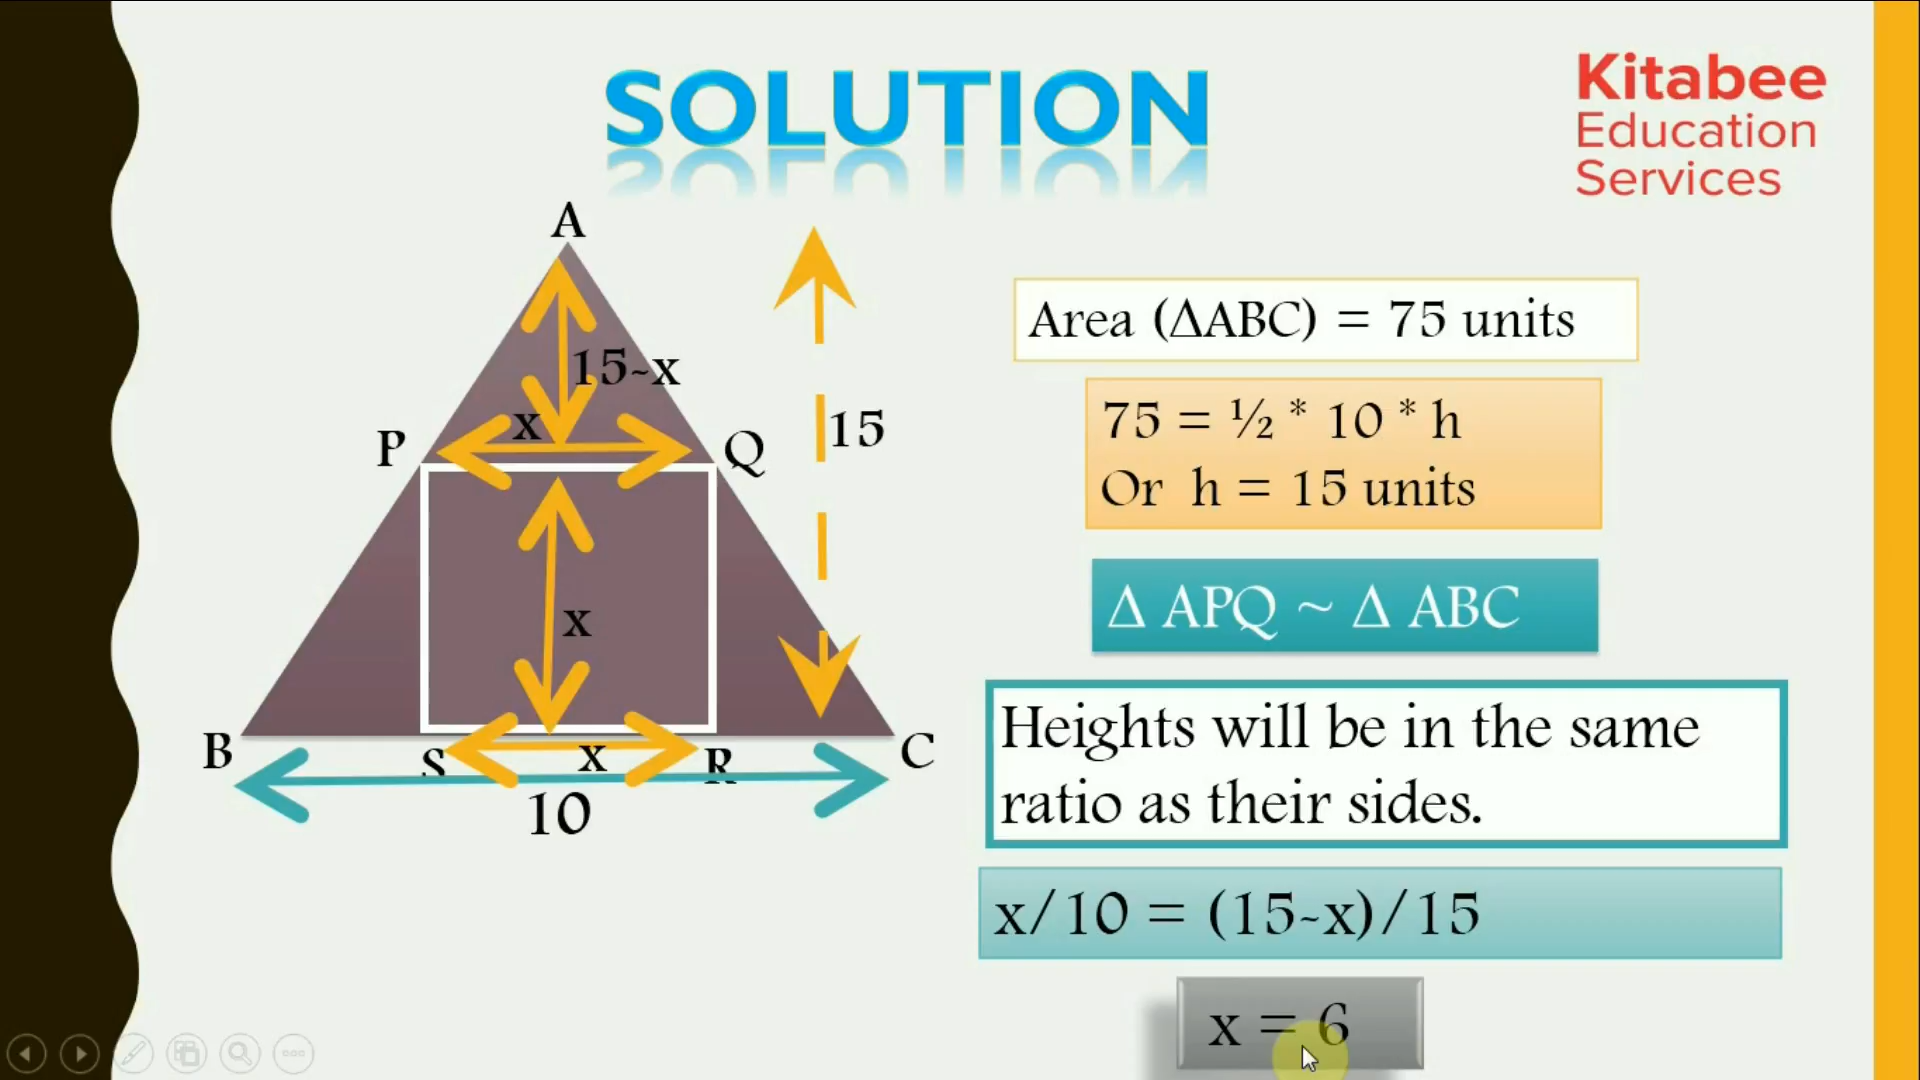 SOLUTION
Kitabee
Education
Services
A
15-x
x
P
Q
15
x
B
S
x
R
C
10
Area (ΔABC) = 75 units
75 = ½ * 10 * h
Or h = 15 units
Δ APQ ~ Δ ABC
Heights will be in the same
ratio as their sides.
x/10 = (15-x)/15
x = 6